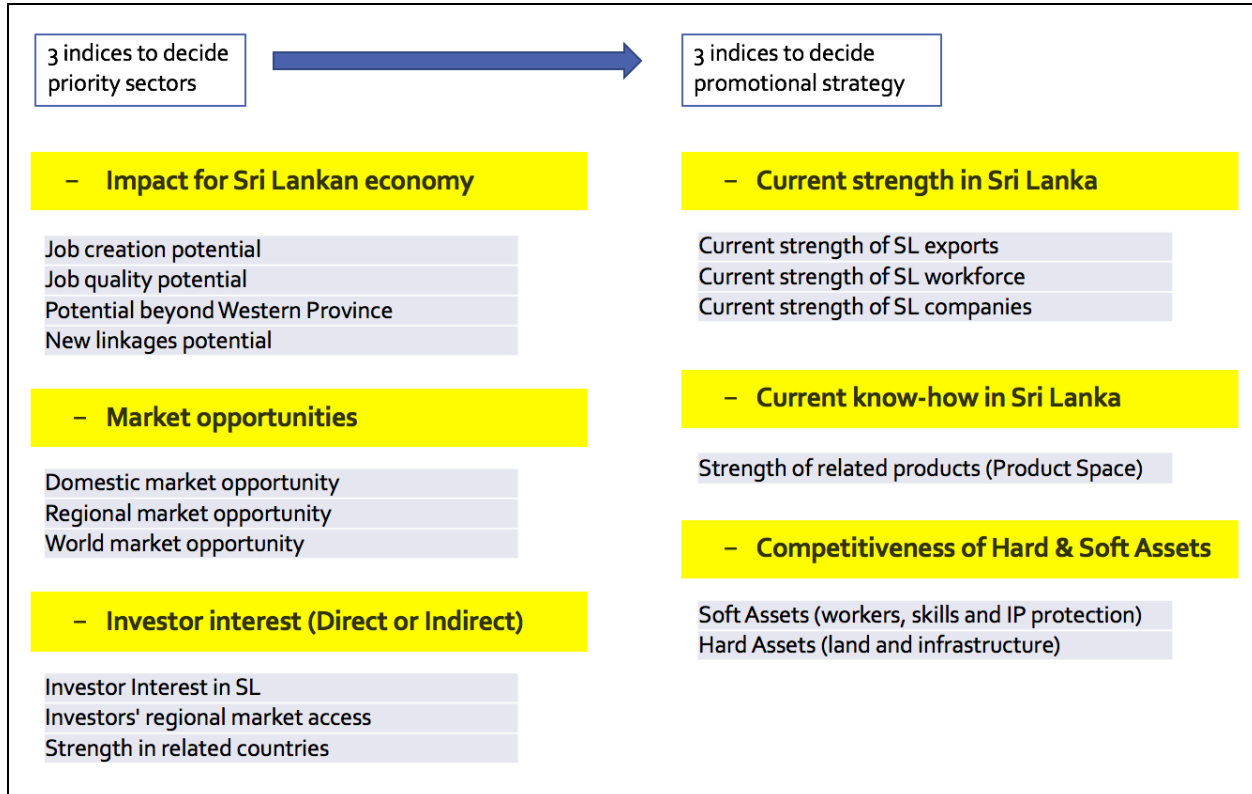 3 indices to decide
priority sectors
3 indices to decide
promotional strategy
– Impact for Sri Lankan economy
Job creation potential
Job quality potential
Potential beyond Western Province
New linkages potential
– Market opportunities
Domestic market opportunity
Regional market opportunity
World market opportunity
– Investor interest (Direct or Indirect)
Investor Interest in SL
Investors' regional market access
Strength in related countries
– Current strength in Sri Lanka
Current strength of SL exports
Current strength of SL workforce
Current strength of SL companies
– Current know-how in Sri Lanka
Strength of related products (Product Space)
– Competitiveness of Hard & Soft Assets
Soft Assets (workers, skills and IP protection)
Hard Assets (land and infrastructure)